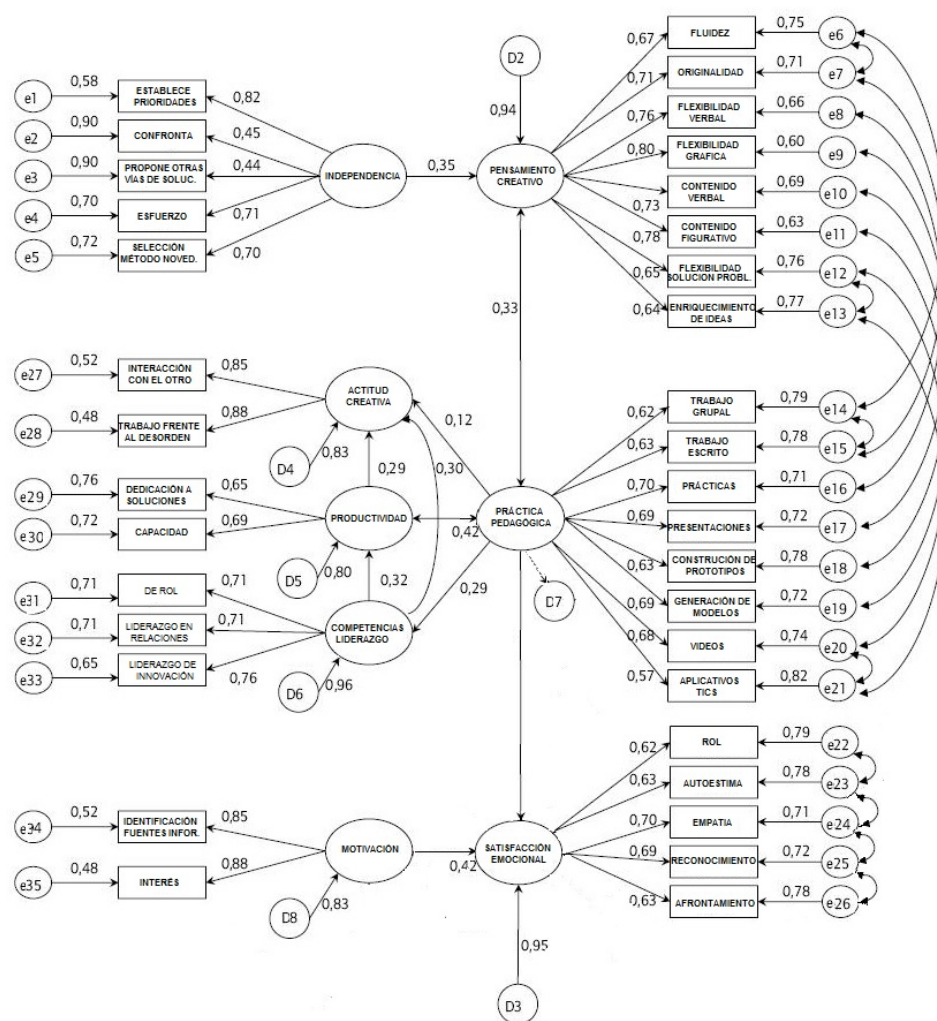 e1
0,58
ESTABLECE
PRIORIDADES
0,82
e2
0,90
CONFRONTA
0,45
e3
0,90
PROPONE OTRAS
VÍAS DE SOLUC.
0,44
e4
0,70
ESFUERZO
0,71
e5
0,72
SELECCIÓN
MÉTODO NOVED.
0,70
INDEPENDENCIA
0,35
D2
0,94
PENSAMIENTO
CREATIVO
0,67
FLUIDEZ
0,75
e6
0,71
ORIGINALIDAD
0,71
e7
0,76
FLEXIBILIDAD
VERBAL
0,66
e8
0,80
FLEXIBILIDAD
GRAFICA
0,60
e9
0,73
CONTENIDO
VERBAL
0,69
e10
0,78
CONTENIDO
FIGURATIVO
0,63
e11
0,65
FLEXIBILIDAD
SOLUCION PROBL.
0,76
e12
0,64
ENRIQUECIMIENTO
DE IDEAS
0,77
e13
0,33
e27
0,52
INTERACCIÓN
CON EL OTRO
0,85
e28
0,48
TRABAJO FRENTE
AL DESORDEN
0,88
ACTITUD
CREATIVA
D4
0,83
0,12
0,29
0,30
e29
0,76
DEDICACIÓN A
SOLUCIONES
0,65
e30
0,72
CAPACIDAD
0,69
PRODUCTIVIDAD
D5
0,80
0,42
0,32
0,29
e31
0,71
DE ROL
0,71
e32
0,71
LIDERAZGO EN
RELACIONES
0,71
e33
0,65
LIDERAZGO DE
INNOVACIÓN
0,76
COMPETENCIAS
LIDERAZGO
D6
0,96
PRÁCTICA
PEDAGÓGICA
D7
0,62
TRABAJO
GRUPAL
0,79
e14
0,63
TRABAJO
ESCRITO
0,78
e15
0,70
PRÁCTICAS
0,71
e16
0,69
PRESENTACIONES
0,72
e17
0,63
CONSTRUCIÓN DE
PROTOTIPOS
0,78
e18
0,69
GENERACIÓN DE
MODELOS
0,72
e19
0,68
VIDEOS
0,74
e20
0,57
APLICATIVOS
TICS
0,82
e21
e34
0,52
IDENTIFICACIÓN
FUENTES INFOR.
0,85
e35
0,48
INTERÉS
0,88
MOTIVACIÓN
D8
0,83
0,42
SATISFACCIÓN
EMOCIONAL
0,95
D3
0,62
ROL
0,79
e22
0,63
AUTOESTIMA
0,78
e23
0,70
EMPATIA
0,71
e24
0,69
RECONOCIMIENTO
0,72
e25
0,63
AFRONTAMIENTO
0,78
e26